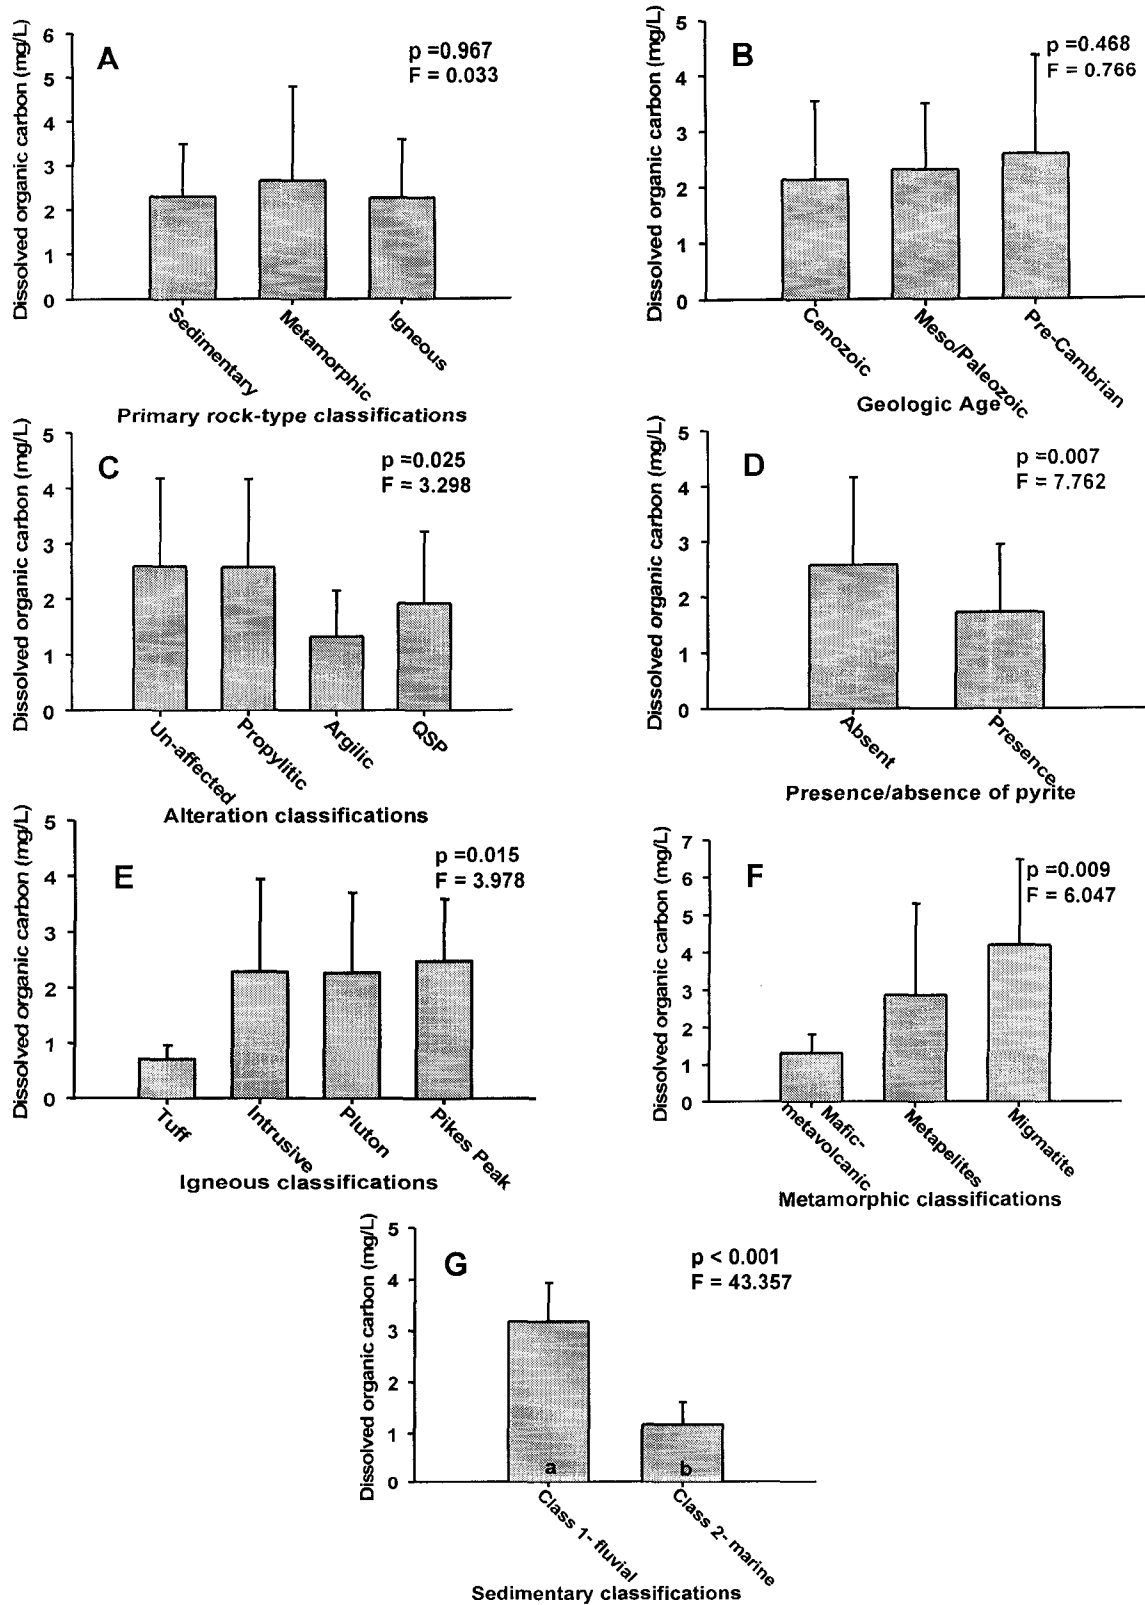 A
p =0.967
F = 0.033
Dissolved organic carbon (mg/L)
6
5
4
3
2
1
0
Sedimentary
Metamorphic
Igneous
Primary rock-type classifications
B
p =0.468
F = 0.766
Dissolved organic carbon (mg/L)
5
4
3
2
1
0
Cenozoic
Meso/Paleozoic
Pre-Cambrian
Geologic Age
C
p =0.025
F = 3.298
Dissolved organic carbon (mg/L)
5
4
3
2
1
0
Un-affected
Propylitic
Argilic
QSP
Alteration classifications
D
p =0.007
F = 7.762
Dissolved organic carbon (mg/L)
5
4
3
2
1
0
Absent
Presence
Presence/absence of pyrite
E
p =0.015
F = 3.978
Dissolved organic carbon (mg/L)
5
4
3
2
1
0
Tuff
Intrusive
Pluton
Pikes Peak
Igneous classifications
F
p =0.009
F = 6.047
Dissolved organic carbon (mg/L)
7
6
5
4
3
2
1
0
Mafic-
metavolcanic
Metapelites
Migmatite
Metamorphic classifications
G
p < 0.001
F = 43.357
Dissolved organic carbon (mg/L)
5
4
3
2
1
0
a
b
Class 1- fluvial
Class 2- marine
Sedimentary classifications